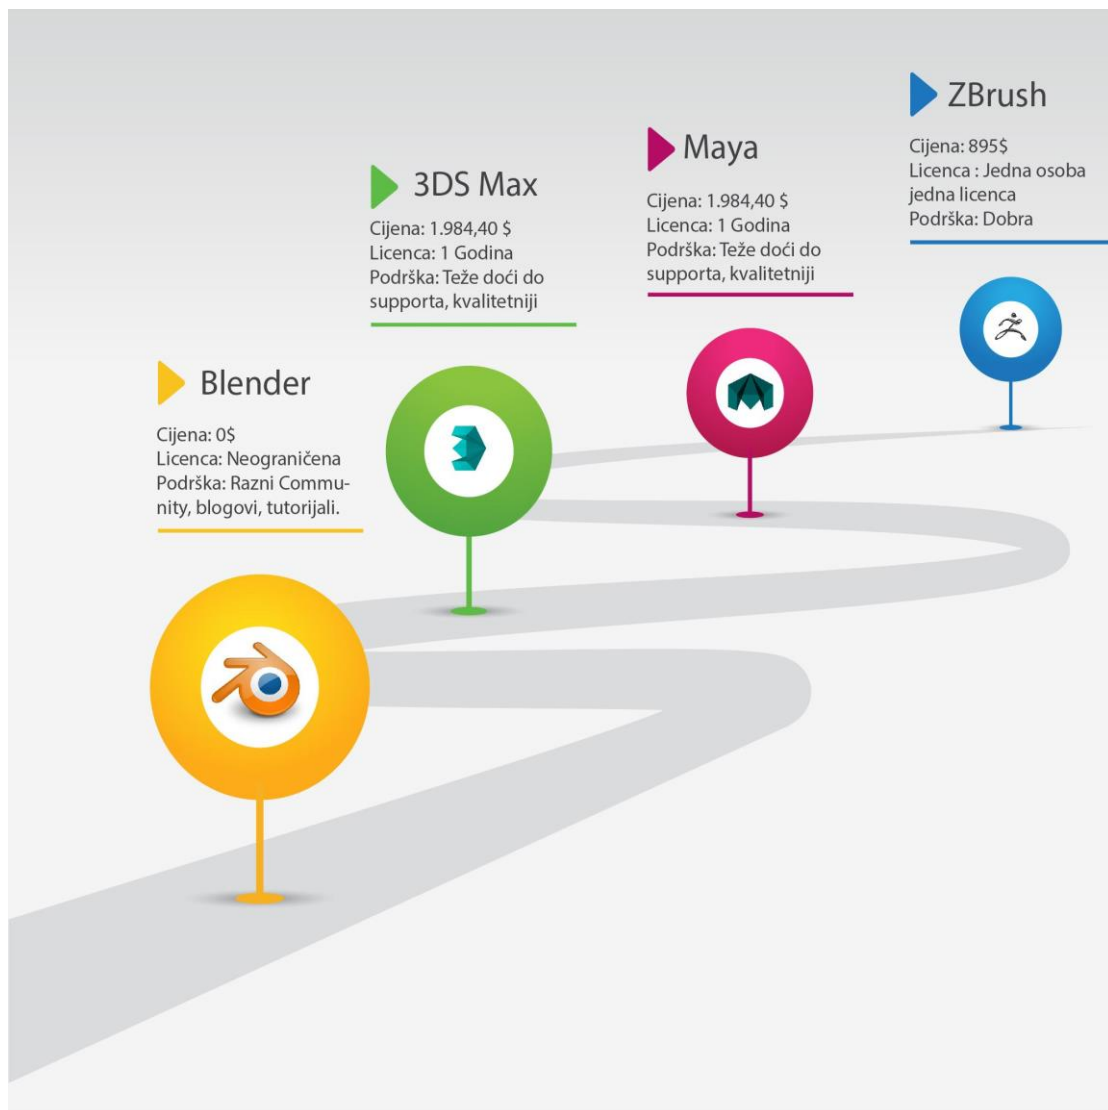 ZBrush
Cijena: 895$
Licenca : Jedna osoba
jedna licenca
Podrška: Dobra
Maya
Cijena: 1.984,40 $
Licenca: 1 Godina
Podrška: Teže doći do
supporta, kvalitetniji
3DS Max
Cijena: 1.984,40 $
Licenca: 1 Godina
Podrška: Teže doći do
supporta, kvalitetniji
Blender
Cijena: 0$
Licenca: Neograničena
Podrška: Razni Commu-
nity, blogovi, tutorijali.